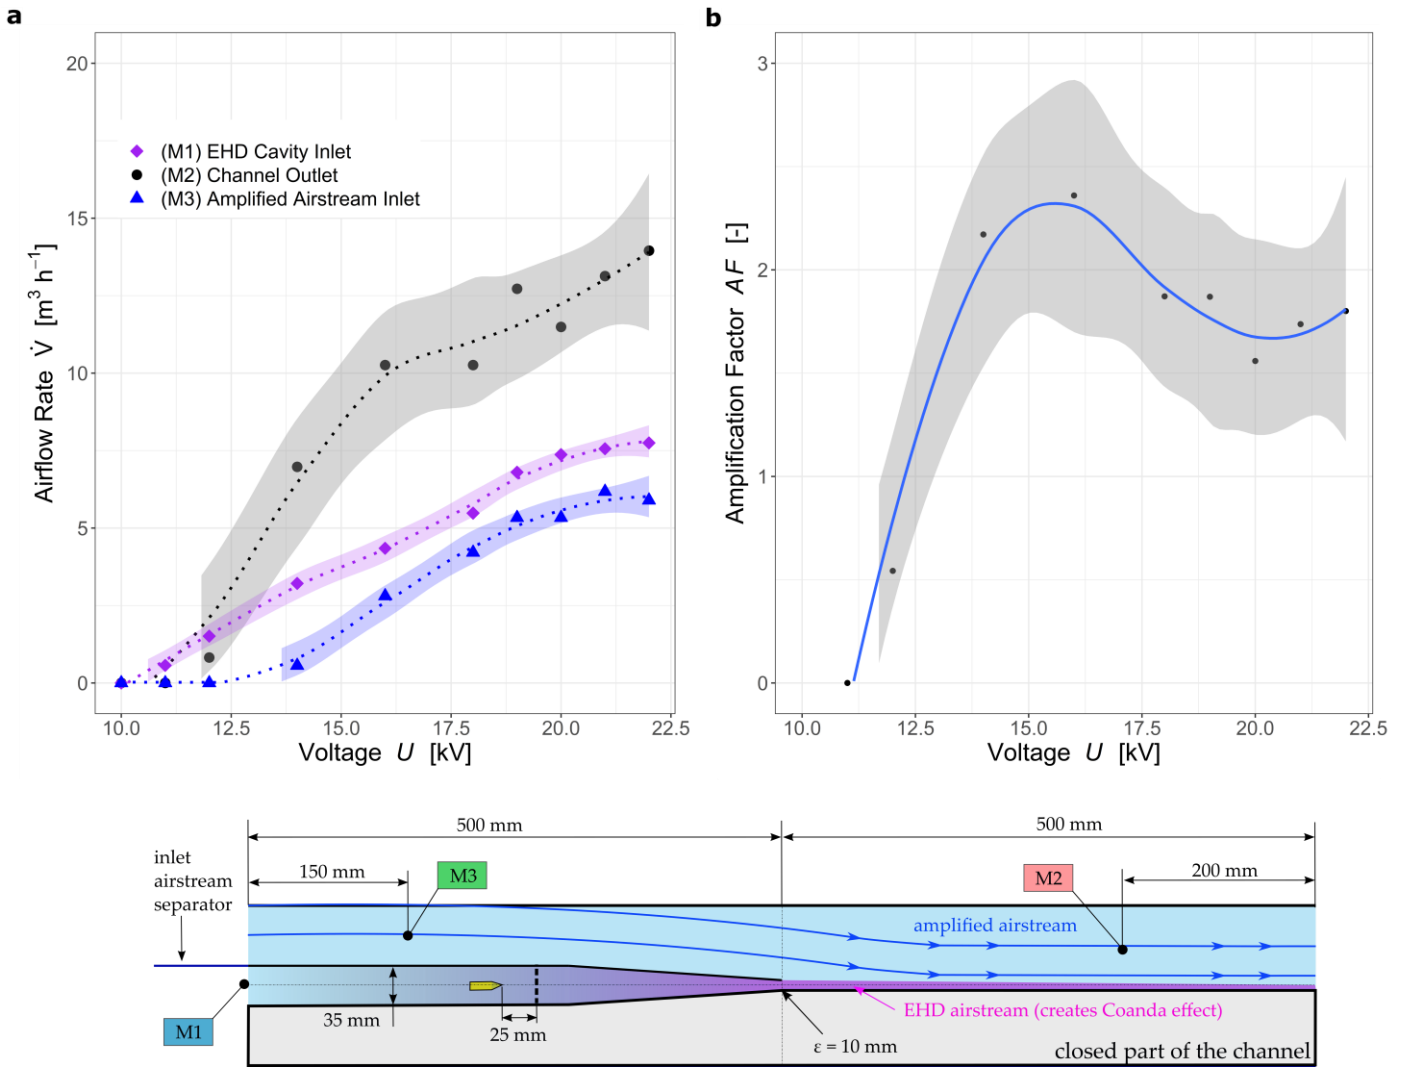 a
20
15
10
5
0
Airflow Rate V̇ [m³ h⁻¹]
(M1) EHD Cavity Inlet
(M2) Channel Outlet
(M3) Amplified Airstream Inlet
10.0 12.5 15.0 17.5 20.0 22.5
Voltage U [kV]
b
3
2
1
0
Amplification Factor AF [-]
10.0 12.5 15.0 17.5 20.0 22.5
Voltage U [kV]
500 mm
500 mm
inlet
airstream
separator
150 mm
M3
M2
200 mm
amplified airstream
M1
35 mm
25 mm
EHD airstream (creates Coanda effect)
ε = 10 mm
closed part of the channel